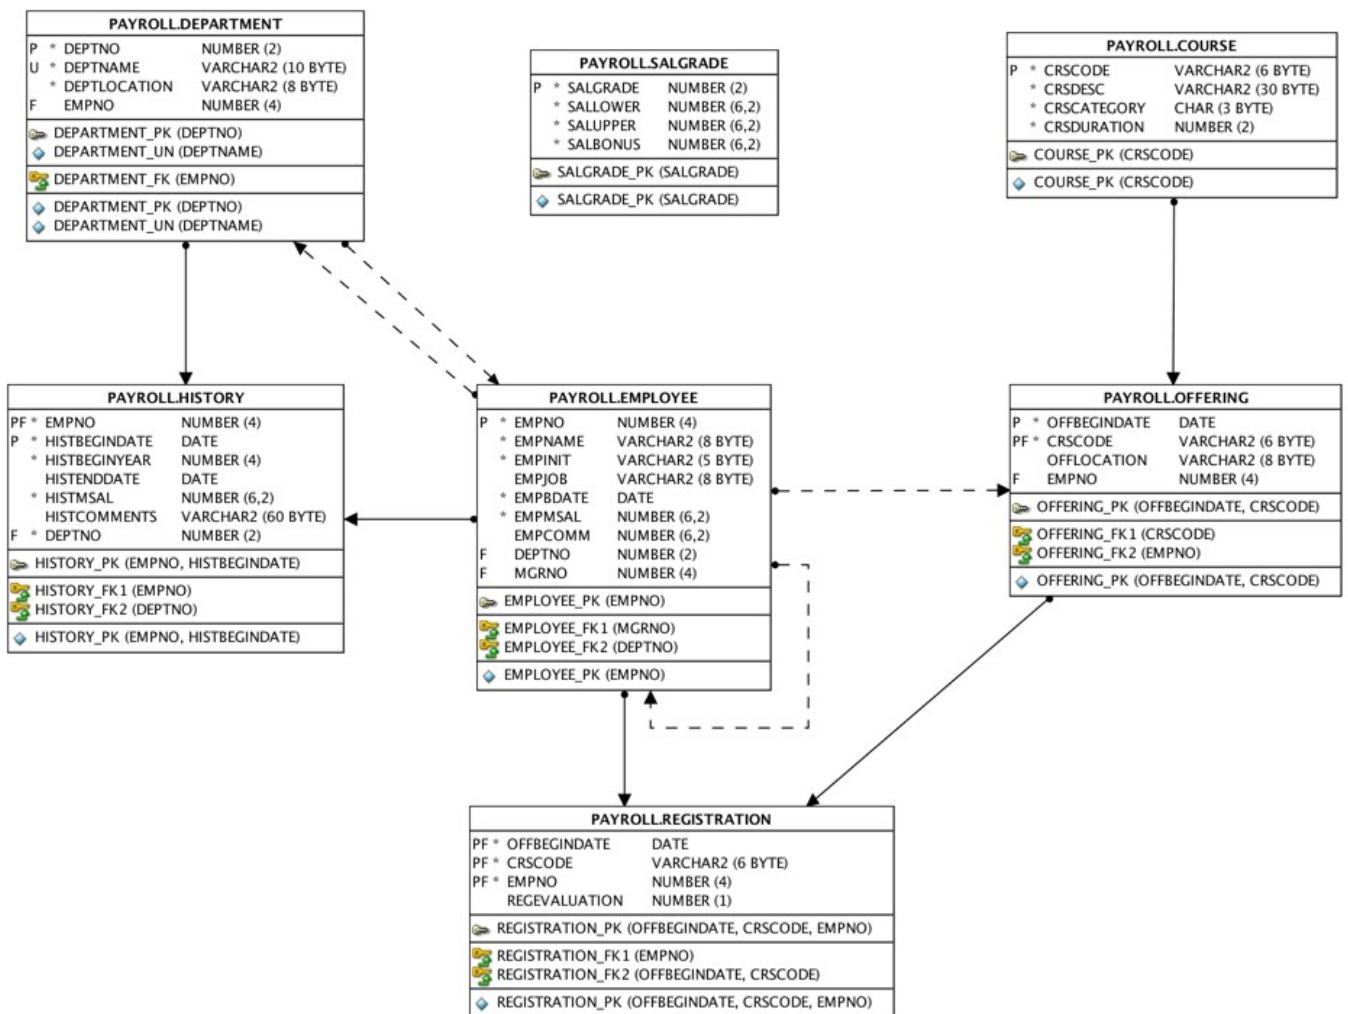 PAYROLL.DEPARTMENT
P * DEPTNO NUMBER (2)
U * DEPTNAME VARCHAR2 (10 BYTE)
* DEPTLOCATION VARCHAR2 (8 BYTE)
F EMPNO NUMBER (4)
DEPARTMENT_PK (DEPTNO)
DEPARTMENT_UN (DEPTNAME)
DEPARTMENT_FK (EMPNO)
DEPARTMENT_PK (DEPTNO)
DEPARTMENT_UN (DEPTNAME)
PAYROLL.SALGRADE
P * SALGRADE NUMBER (2)
* SALLOWER NUMBER (6,2)
* SALUPPER NUMBER (6,2)
* SALBONUS NUMBER (6,2)
SALGRADE_PK (SALGRADE)
SALGRADE_PK (SALGRADE)
PAYROLL.COURSE
P * CRSCODE VARCHAR2 (6 BYTE)
* CRSDESC VARCHAR2 (30 BYTE)
* CRSCATEGORY CHAR (3 BYTE)
* CRSDURATION NUMBER (2)
COURSE_PK (CRSCODE)
COURSE_PK (CRSCODE)
PAYROLL.HISTORY
PF * EMPNO NUMBER (4)
P * HISTBEGINDATE DATE
* HISTBEGINYEAR NUMBER (4)
HISTENDDATE DATE
* HISTMSAL NUMBER (6,2)
HISTCOMMENTS VARCHAR2 (60 BYTE)
F * DEPTNO NUMBER (2)
HISTORY_PK (EMPNO, HISTBEGINDATE)
HISTORY_FK1 (EMPNO)
HISTORY_FK2 (DEPTNO)
HISTORY_PK (EMPNO, HISTBEGINDATE)
PAYROLL.EMPLOYEE
P * EMPNO NUMBER (4)
* EMPNAME VARCHAR2 (8 BYTE)
* EMPINIT VARCHAR2 (5 BYTE)
EMPJOB VARCHAR2 (8 BYTE)
* EMPBDATE DATE
* EMPMSAL NUMBER (6,2)
EMPCOMM NUMBER (6,2)
F DEPTNO NUMBER (2)
F MGRNO NUMBER (4)
EMPLOYEE_PK (EMPNO)
EMPLOYEE_FK1 (MGRNO)
EMPLOYEE_FK2 (DEPTNO)
EMPLOYEE_PK (EMPNO)
PAYROLL.OFFERING
P * OFFBEGINDATE DATE
PF * CRSCODE VARCHAR2 (6 BYTE)
OFFLOCATION VARCHAR2 (8 BYTE)
F EMPNO NUMBER (4)
OFFERING_PK (OFFBEGINDATE, CRSCODE)
OFFERING_FK1 (CRSCODE)
OFFERING_FK2 (EMPNO)
OFFERING_PK (OFFBEGINDATE, CRSCODE)
PAYROLL.REGISTRATION
PF * OFFBEGINDATE DATE
PF * CRSCODE VARCHAR2 (6 BYTE)
PF * EMPNO NUMBER (4)
REGEVALUATION NUMBER (1)
REGISTRATION_PK (OFFBEGINDATE, CRSCODE, EMPNO)
REGISTRATION_FK1 (EMPNO)
REGISTRATION_FK2 (OFFBEGINDATE, CRSCODE)
REGISTRATION_PK (OFFBEGINDATE, CRSCODE, EMPNO)